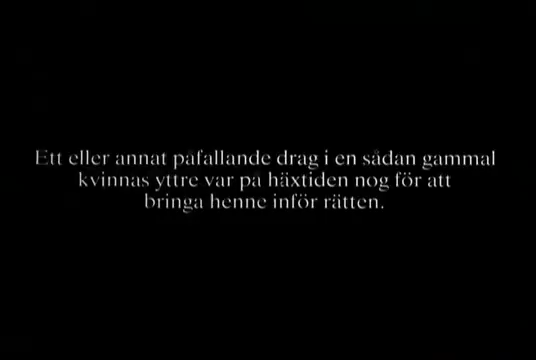 Ett eller annat påfallande drag i en sådan gammal
kvinnas yttre var på häxtiden nog för att
bringa henne inför rätten.